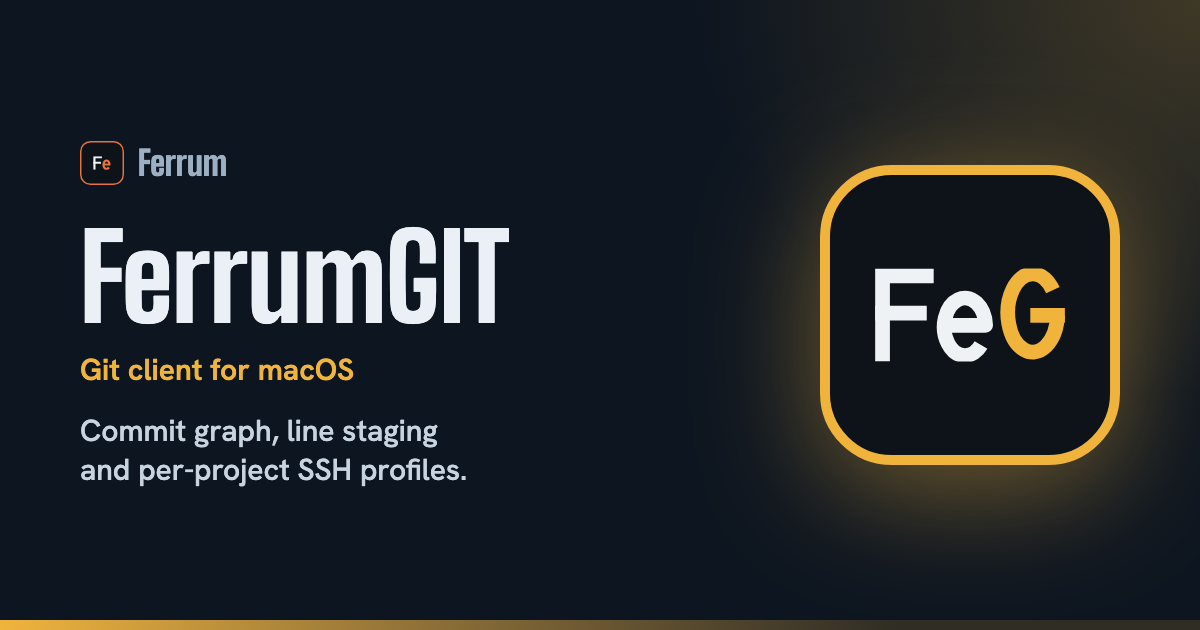 Fe Ferrum
FerrumGIT
Git client for macOS
Commit graph, line staging
and per-project SSH profiles.
FeG